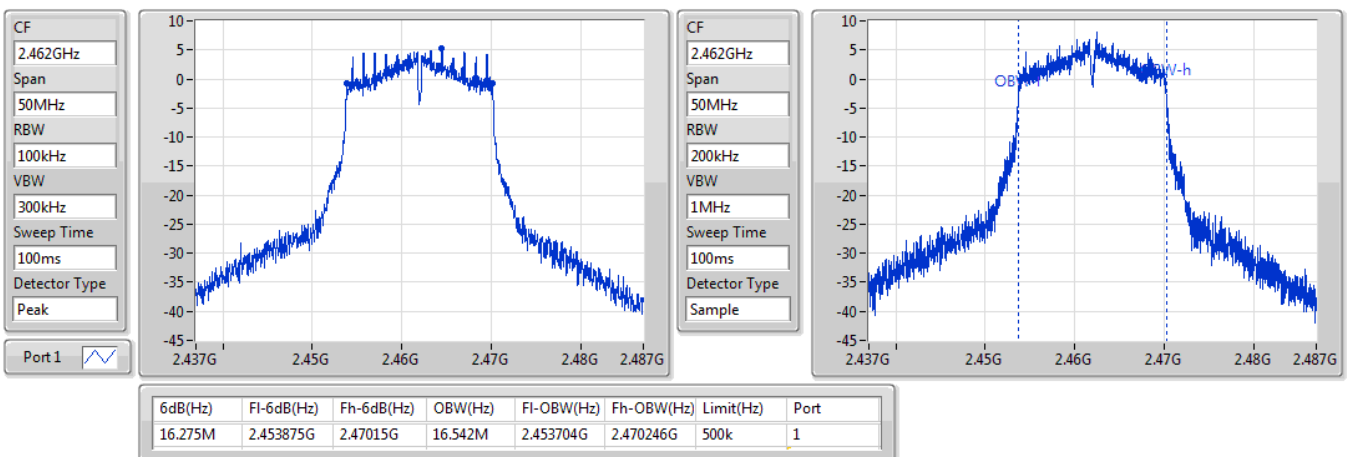 CF
2.462GHz
Span
50MHz
RBW
100kHz
VBW
300kHz
Sweep Time
100ms
Detector Type
Peak
Port 1
10
5
0
-5
-10
-15
-20
-25
-30
-35
-40
-45
2.437G 2.45G 2.46G 2.47G 2.48G 2.487G
CF
2.462GHz
Span
50MHz
RBW
200kHz
VBW
1MHz
Sweep Time
100ms
Detector Type
Sample
10
5
0
-5
-10
-15
-20
-25
-30
-35
-40
-45
2.437G 2.45G 2.46G 2.47G 2.48G 2.487G
6dB(Hz) Fl-6dB(Hz) Fh-6dB(Hz) OBW(Hz) Fl-OBW(Hz) Fh-OBW(Hz) Limit(Hz) Port
16.275M 2.453875G 2.47015G 16.542M 2.453704G 2.470246G 500k 1